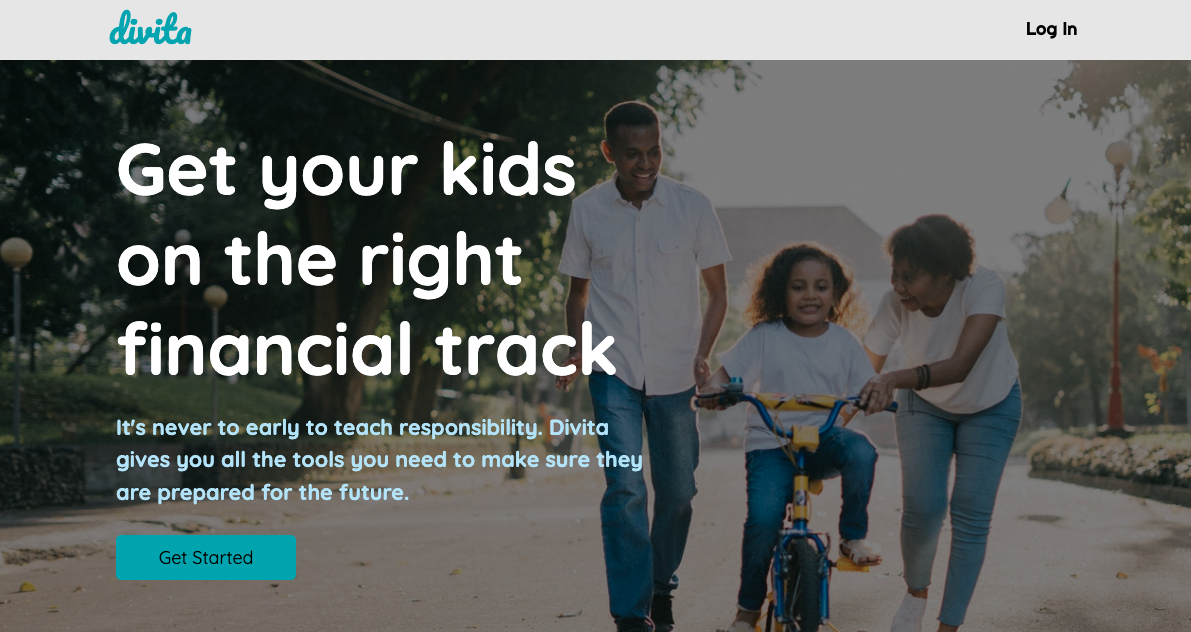 divita
Log In
Get your kids
on the right
financial track
It's never to early to teach responsibility. Divita
gives you all the tools you need to make sure they
are prepared for the future.
Get Started